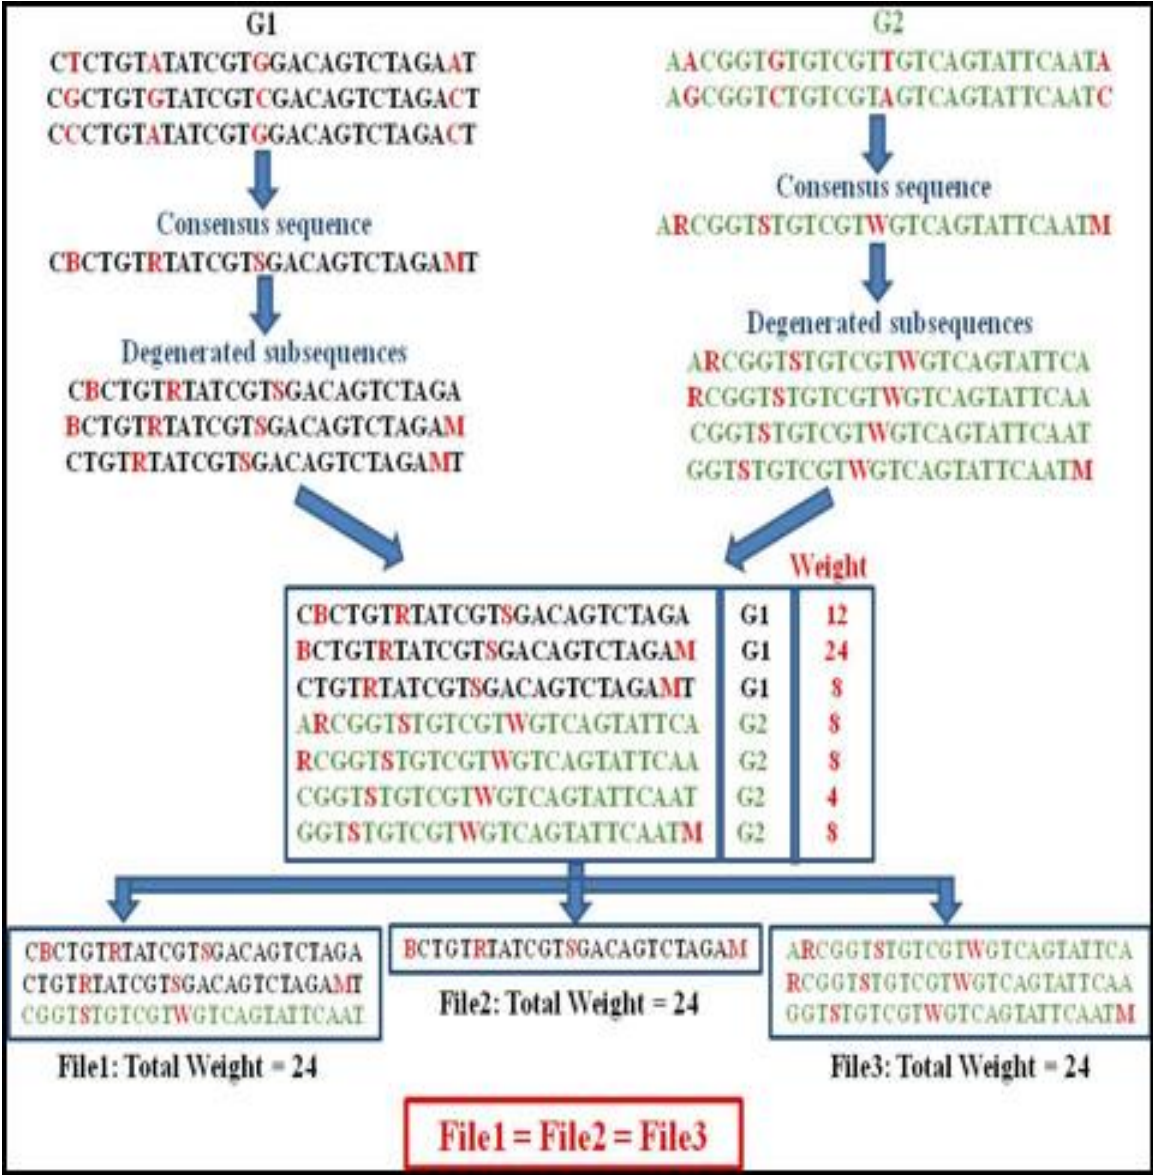 G1
CTCTGTATATCGTGGACAGTCTAGAAT
CGCTGTGTATCGTCGACAGTCTAGACT
CCCTGTATATCGTGGACAGTCTAGACT
Consensus sequence
CBCTGTRTATCGTSGACAGTCTAGAMT
Degenerated subsequences
CBCTGTRTATCGTSGACAGTCTAGA
BCTGTRTATCGTSGACAGTCTAGAM
CTGTRTATCGTSGACAGTCTAGAMT
G2
AACGGTGTGTCGTTGTCAGTATTCAATA
AGCGGTCTGTCGTAGTCAGTATTCAATC
Consensus sequence
ARCGGTSTGTCGTWGTCAGTATTCAATM
Degenerated subsequences
ARCGGTSTGTCGTWGTCAGTATTCA
RCGGTSTGTCGTWGTCAGTATTCAA
CGGTSTGTCGTWGTCAGTATTCAAT
GGTSTGTCGTWGTCAGTATTCAATM
Weight
CBCTGTRTATCGTSGACAGTCTAGA G1 12
BCTGTRTATCGTSGACAGTCTAGAM G1 24
CTGTRTATCGTSGACAGTCTAGAMT G1 8
ARCGGTSTGTCGTWGTCAGTATTCA G2 8
RCGGTSTGTCGTWGTCAGTATTCAA G2 8
CGGTSTGTCGTWGTCAGTATTCAAT G2 4
GGTSTGTCGTWGTCAGTATTCAATM G2 8
CBCTGTRTATCGTSGACAGTCTAGA
CTGTRTATCGTSGACAGTCTAGAMT
CGGTSTGTCGTWGTCAGTATTCAAT
File1: Total Weight = 24
BCTGTRTATCGTSGACAGTCTAGAM
File2: Total Weight = 24
ARCGGTSTGTCGTWGTCAGTATTCA
RCGGTSTGTCGTWGTCAGTATTCAA
GGTSTGTCGTWGTCAGTATTCAATM
File3: Total Weight = 24
File1 = File2 = File3